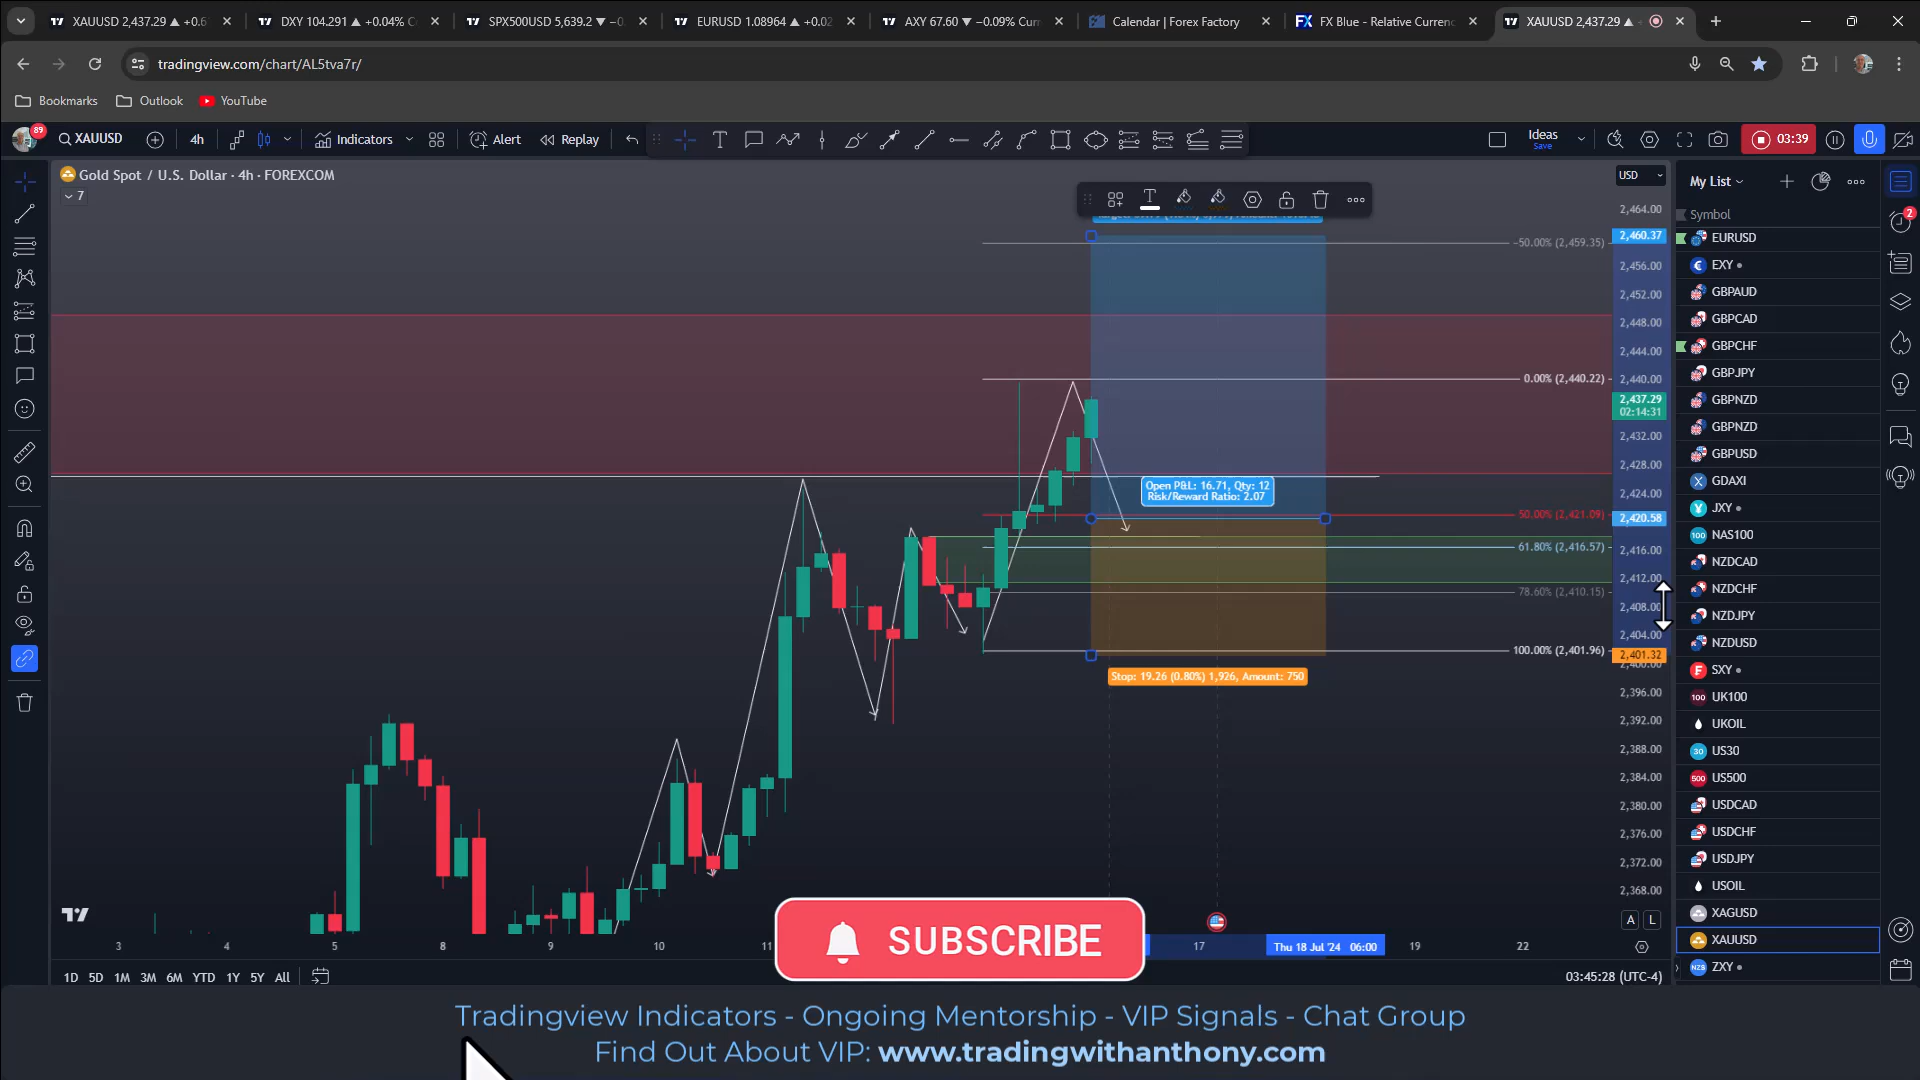 XAUUSD 2,437.29 ▲ +0.6
DXY 104.291 ▲ +0.04% C
SPX500USD 5,639.2 ▼ −0.
EURUSD 1.08964 ▲ +0.02
AXY 67.60 ▼ −0.09% Curr
Calendar | Forex Factory
FX Blue - Relative Currenc
XAUUSD 2,437.29 ▲
tradingview.com/chart/AL5tva7r/
Bookmarks
Outlook
YouTube
89
XAUUSD
4h
Indicators
Alert
Replay
Ideas
Save
03:39
Gold Spot / U.S. Dollar · 4h · FOREXCOM
7
USD
My List
Symbol
2
2,464.00
2,460.37
−50.00% (2,459.35)
2,456.00
2,452.00
2,448.00
2,444.00
0.00% (2,440.22)
2,440.00
2,437.29
02:14:31
2,432.00
2,428.00
2,424.00
Open P&L: 16.71, Qty: 12
Risk/Reward Ratio: 2.07
50.00% (2,421.09)
2,420.58
61.80% (2,416.57)
2,416.00
2,412.00
78.60% (2,410.15)
2,408.00
2,404.00
100.00% (2,401.96)
2,401.32
2,400.00
Stop: 19.26 (0.80%) 1,926, Amount: 750
2,396.00
2,392.00
2,388.00
2,384.00
2,380.00
2,376.00
2,372.00
2,368.00
EURUSD
EXY
GBPAUD
GBPCAD
GBPCHF
GBPJPY
GBPNZD
GBPNZD
GBPUSD
GDAXI
JXY
NAS100
NZDCAD
NZDCHF
NZDJPY
NZDUSD
SXY
UK100
UKOIL
US30
US500
USDCAD
USDCHF
USDJPY
USOIL
XAGUSD
XAUUSD
ZXY
A L
3 4 5 8 9 10 11 17 Thu 18 Jul '24 06:00 19 22
SUBSCRIBE
1D 5D 1M 3M 6M YTD 1Y 5Y All
03:45:28 (UTC-4)
Tradingview Indicators - Ongoing Mentorship - VIP Signals - Chat Group
Find Out About VIP: www.tradingwithanthony.com